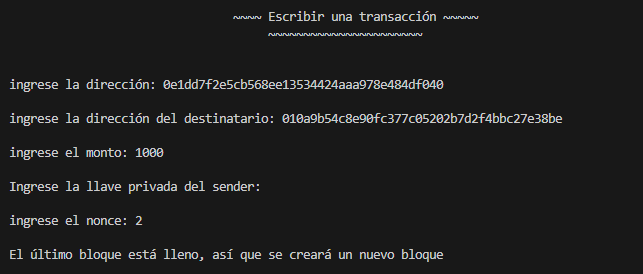 ~~~~ Escribir una transacción ~~~~~
~~~~~~~~~~~~~~~~~~~~~~
ingrese la dirección: 0e1dd7f2e5cb568ee13534424aaa978e484df040
ingrese la dirección del destinatario: 010a9b54c8e90fc377c05202b7d2f4bbc27e38be
ingrese el monto: 1000
Ingrese la llave privada del sender:
ingrese el nonce: 2
El último bloque está lleno, así que se creará un nuevo bloque